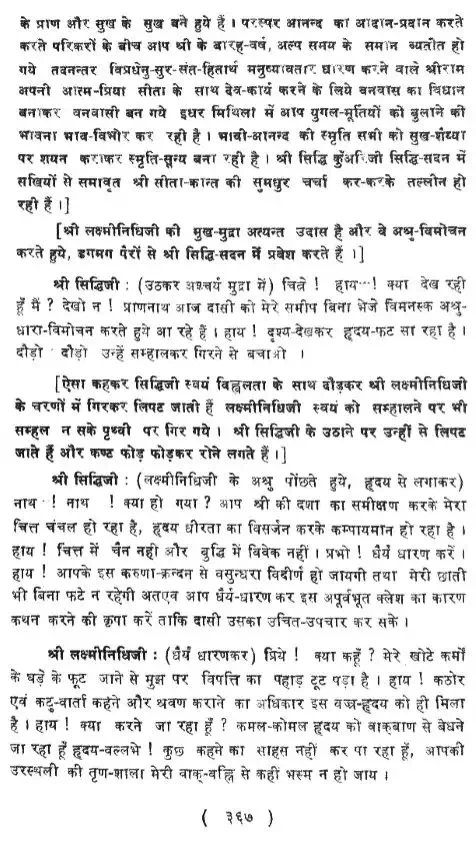 के प्राण और सुख के सुख बने हुये हैं । परस्पर आनन्द का आदान-प्रदान करते
करते परिकरों के बीच आप श्री के बारह-वर्ष, अल्प समय के समान व्यतीत हो
गये तदनन्तर विप्रधेनु-सुर-संत-हितार्थ मनुष्यावतार धारण करने वाले श्रीराम
अपनी आत्म-प्रिया सीता के साथ देव-कार्य करने के लिये वनवास का विधान
बनाकर वनवासी बन गये इधर मिथिला में आप युगल-मूर्तियों को बुलाने की
भावना भाव-विभोर कर रही है । भावी-आनन्द की स्मृति सभी को सुख-शय्या
पर शयन कराकर स्मृति-शून्य बना रही है । श्री सिद्धि कुँअरिजी सिद्धि-सदन में
सखियों से समावृत श्री सीता-कान्त की सुमधुर चर्चा कर-करके तल्लीन हो
रही हैं ।]
[श्री लक्ष्मीनिधिजी की मुख-मुद्रा अत्यन्त उदास है और वे अश्रु-विमोचन
करते हुये, डगमग पैरों से श्री सिद्धि-सदन में प्रवेश करते हैं ।]
श्री सिद्धिजी : (उठकर अश्चर्य मुद्रा में) चित्रे ! हाय···! क्या देख रही
हूँ मैं ? देखो न ! प्राणनाथ आज दासी को मेरे समीप बिना भेजे विमनस्क अश्रु-
धारा-विमोचन करते हुये आ रहे हैं । हाय ! दृश्य-देखकर हृदय-फट सा रहा है ।
दौड़ो दौड़ो उन्हें सम्हालकर गिरने से बचाओ ।
[ऐसा कहकर सिद्धिजी स्वयं विह्वलता के साथ दौड़कर श्री लक्ष्मीनिधिजी
के चरणों में गिरकर लिपट जाती हैं लक्ष्मीनिधिजी स्वयं को सम्हालने पर भी
सम्हल न सके पृथ्वी पर गिर गये । श्री सिद्धिजी के उठाने पर उन्हीं से लिपट
जाते हैं और कण्ठ फोड़ फोड़कर रोने लगते हैं ।]
श्री सिद्धिजी : (लक्ष्मीनिधिजी के अश्रु पोंछते हुये, हृदय से लगाकर)
नाथ ! नाथ ! क्या हो गया ? आप श्री की दशा का समीक्षण करके मेरा
चित्त चंचल हो रहा है, हृदय धीरता का विसर्जन करके कम्पायमान हो रहा है ।
हाय ! चित्त में चैन नहीं और बुद्धि में विवेक नहीं । प्रभो ! धैर्य धारण करें ।
हाय ! आपके इस करुणा-क्रन्दन से वसुन्धरा विदीर्ण हो जायगी तथा मेरी छाती
भी बिना फटे न रहेगी अतएव आप धैर्य-धारण कर इस अपूर्वभूत क्लेश का कारण
कथन करने की कृपा करें ताकि दासी उसका उचित-उपचार कर सके ।
श्री लक्ष्मीनिधिजी : (धैर्य धारणकर) प्रिये ! क्या कहूँ ? मेरे खोटे कर्मों
के घड़े के फूट जाने से मुझ पर विपत्ति का पहाड़ टूट पड़ा है । हाय ! कठोर
एवं कटु-वार्ता कहने और श्रवण कराने का अधिकार इस वज्र-हृदय को ही मिला
है । हाय ! क्या करने जा रहा हूँ ? कमल-कोमल हृदय को वाक्बाण से बेधने
जा रहा हूँ हृदय-वल्लभे ! कुछ कहने का साहस नहीं कर पा रहा हूँ, आपकी
उरस्थली की तृण-शाला मेरी वाक्-बह्नि से कहीं भस्म न हो जाय ।
( ३६७ )